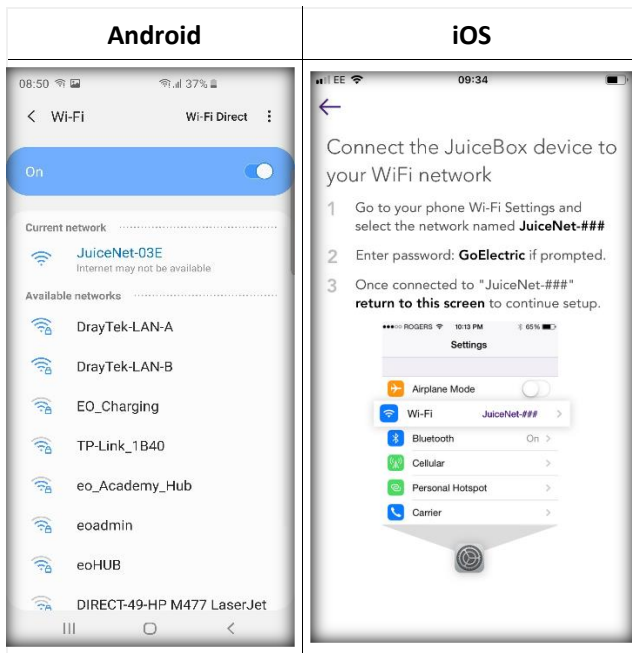 Android
iOS
08:50
37%
Wi-Fi
Wi-Fi Direct
On
Current network
JuiceNet-03E
Internet may not be available
Available networks
DrayTek-LAN-A
DrayTek-LAN-B
EO_Charging
TP-Link_1B40
eo_Academy_Hub
eoadmin
eoHUB
DIRECT-49-HP M477 LaserJet
EE
09:34
Connect the JuiceBox device to
your WiFi network
1 Go to your phone Wi-Fi Settings and
select the network named JuiceNet-###
2 Enter password: GoElectric if prompted.
3 Once connected to "JuiceNet-###"
return to this screen to continue setup.
ROGERS 10:13 PM 65%
Settings
Airplane Mode
Wi-Fi JuiceNet-###
Bluetooth On
Cellular
Personal Hotspot
Carrier